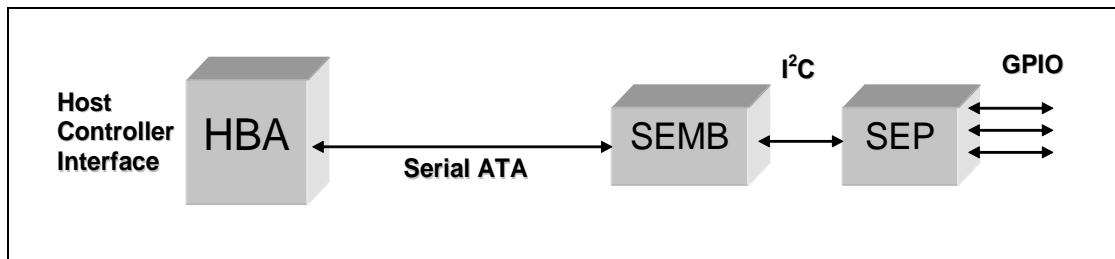 Host
Controller
Interface
HBA
Serial ATA
SEMB
I²C
SEP
GPIO